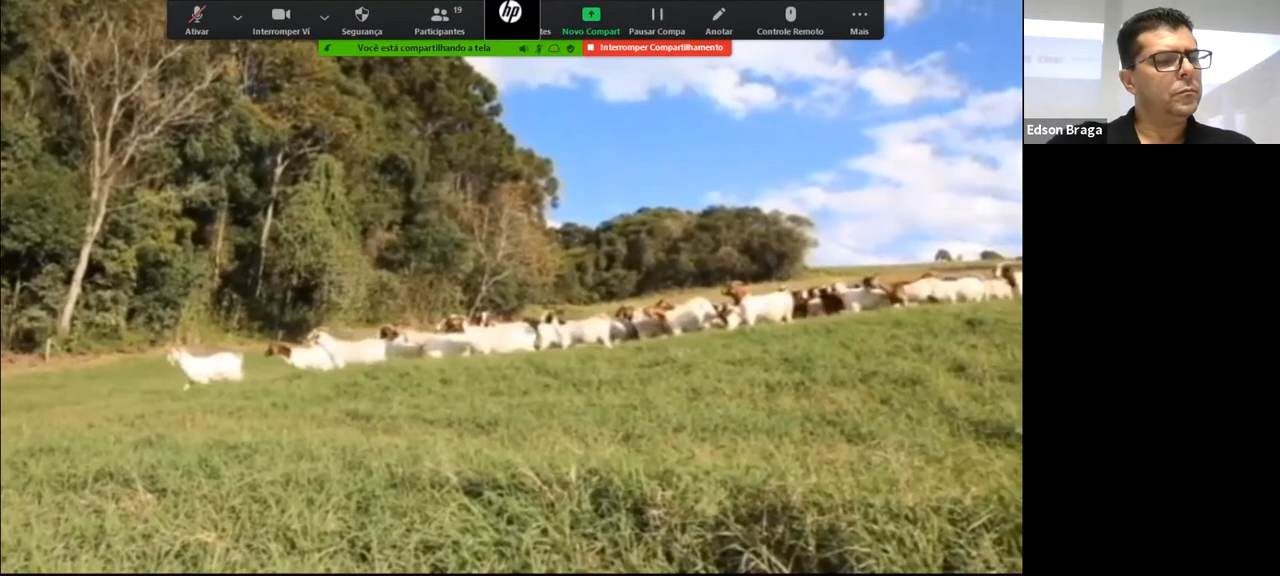 19
hp
Ativar
Interromper Ví
Segurança
Participantes
tes
Novo Compart
Pausar Compa
Anotar
Controle Remoto
Mais
Você está compartilhando a tela
Interromper Compartilhamento
Edson Braga